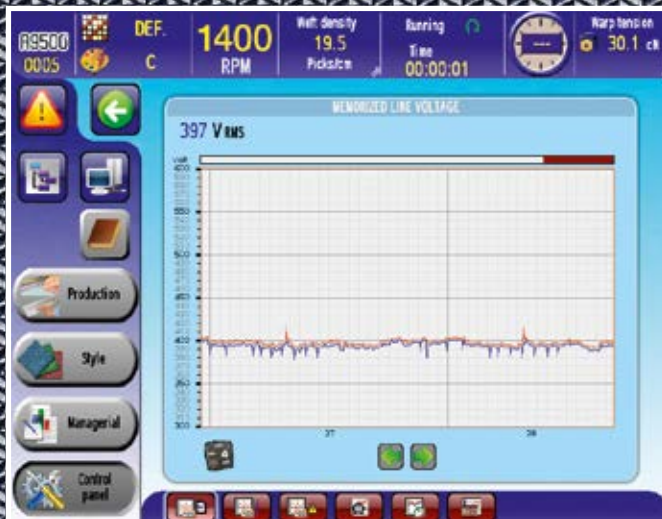 A9500
0005
DEF.
C
1400
RPM
Weft density
19.5
Picks/cm
Running
Time
00:00:01
---
Warp tension
30.1 cN
MEMORIZED LINE VOLTAGE
397 V RMS
volt
600
550
500
450
400
350
300
27
28
Production
Style
Managerial
Control
panel